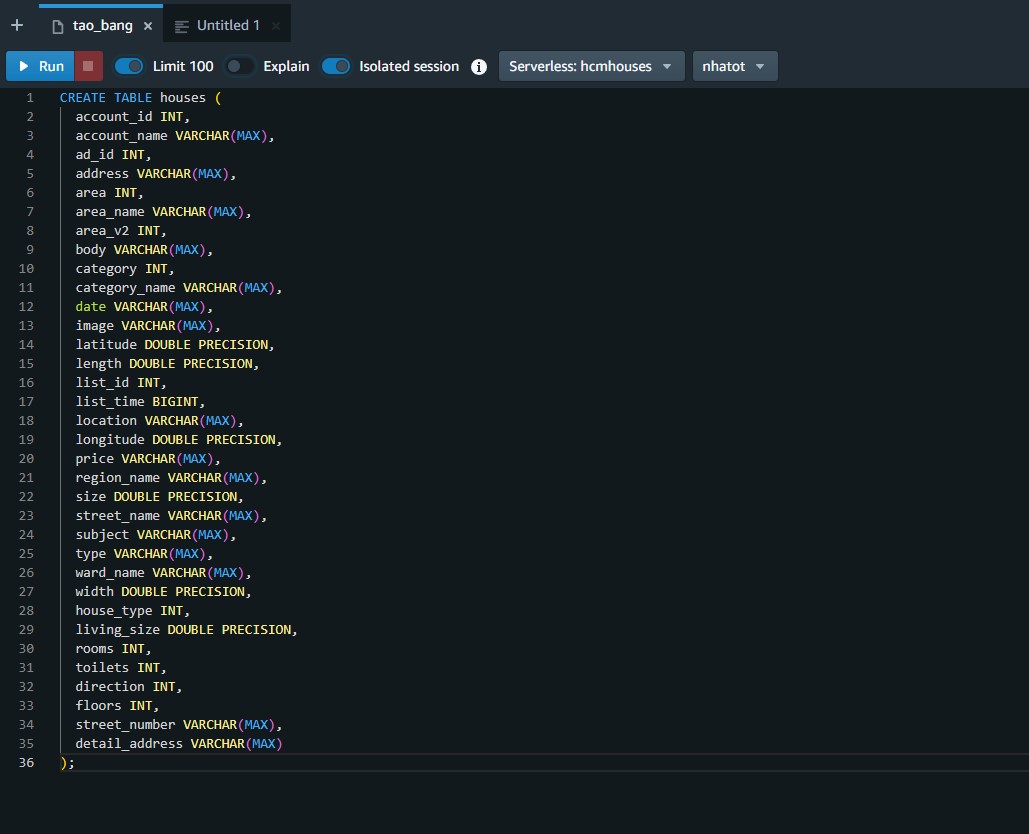 tao_bang Untitled 1
Run Limit 100 Explain Isolated session Serverless: hcmhouses nhatot
1 CREATE TABLE houses (
2 account_id INT,
3 account_name VARCHAR(MAX),
4 ad_id INT,
5 address VARCHAR(MAX),
6 area INT,
7 area_name VARCHAR(MAX),
8 area_v2 INT,
9 body VARCHAR(MAX),
10 category INT,
11 category_name VARCHAR(MAX),
12 date VARCHAR(MAX),
13 image VARCHAR(MAX),
14 latitude DOUBLE PRECISION,
15 length DOUBLE PRECISION,
16 list_id INT,
17 list_time BIGINT,
18 location VARCHAR(MAX),
19 longitude DOUBLE PRECISION,
20 price VARCHAR(MAX),
21 region_name VARCHAR(MAX),
22 size DOUBLE PRECISION,
23 street_name VARCHAR(MAX),
24 subject VARCHAR(MAX),
25 type VARCHAR(MAX),
26 ward_name VARCHAR(MAX),
27 width DOUBLE PRECISION,
28 house_type INT,
29 living_size DOUBLE PRECISION,
30 rooms INT,
31 toilets INT,
32 direction INT,
33 floors INT,
34 street_number VARCHAR(MAX),
35 detail_address VARCHAR(MAX)
36 );